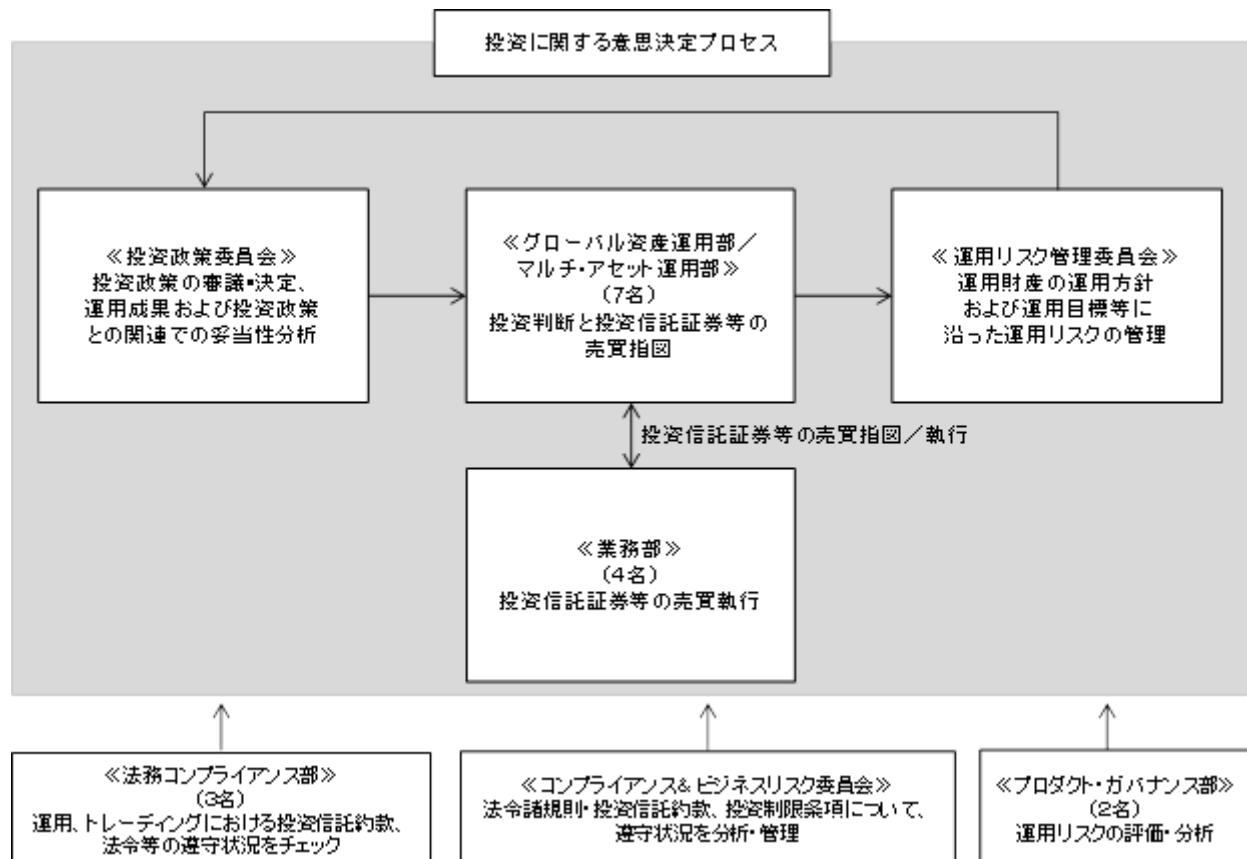 投資に関する意思決定プロセス
≪投資政策委員会≫
投資政策の審議・決定、
運用成果および投資政策
との関連での妥当性分析
≪グローバル資産運用部／
マルチ・アセット運用部≫
(7名)
投資判断と投資信託証券等の
売買指図
≪運用リスク管理委員会≫
運用財産の運用方針
および運用目標等に
沿った運用リスクの管理
投資信託証券等の売買指図／執行
≪業務部≫
(4名)
投資信託証券等の売買執行
≪法務コンプライアンス部≫
(3名)
運用、トレーディングにおける投資信託約款、
法令等の遵守状況をチェック
≪コンプライアンス&ビジネスリスク委員会≫
法令諸規則・投資信託約款、投資制限条項について、
遵守状況を分析・管理
≪プロダクト・ガバナンス部≫
(2名)
運用リスクの評価・分析